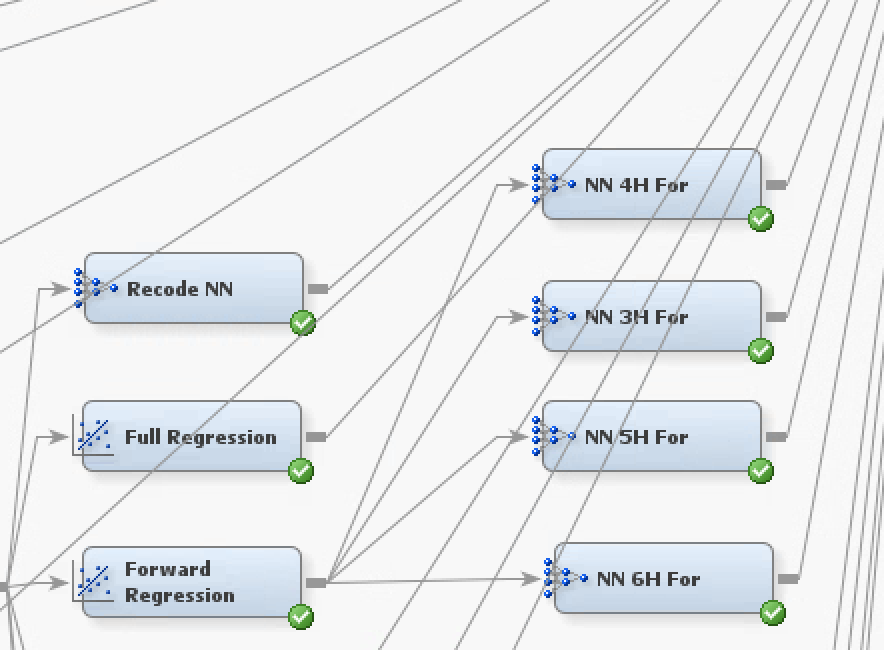 NN 4H For
Recode NN
NN 3H For
Full Regression
NN 5H For
Forward
Regression
NN 6H For